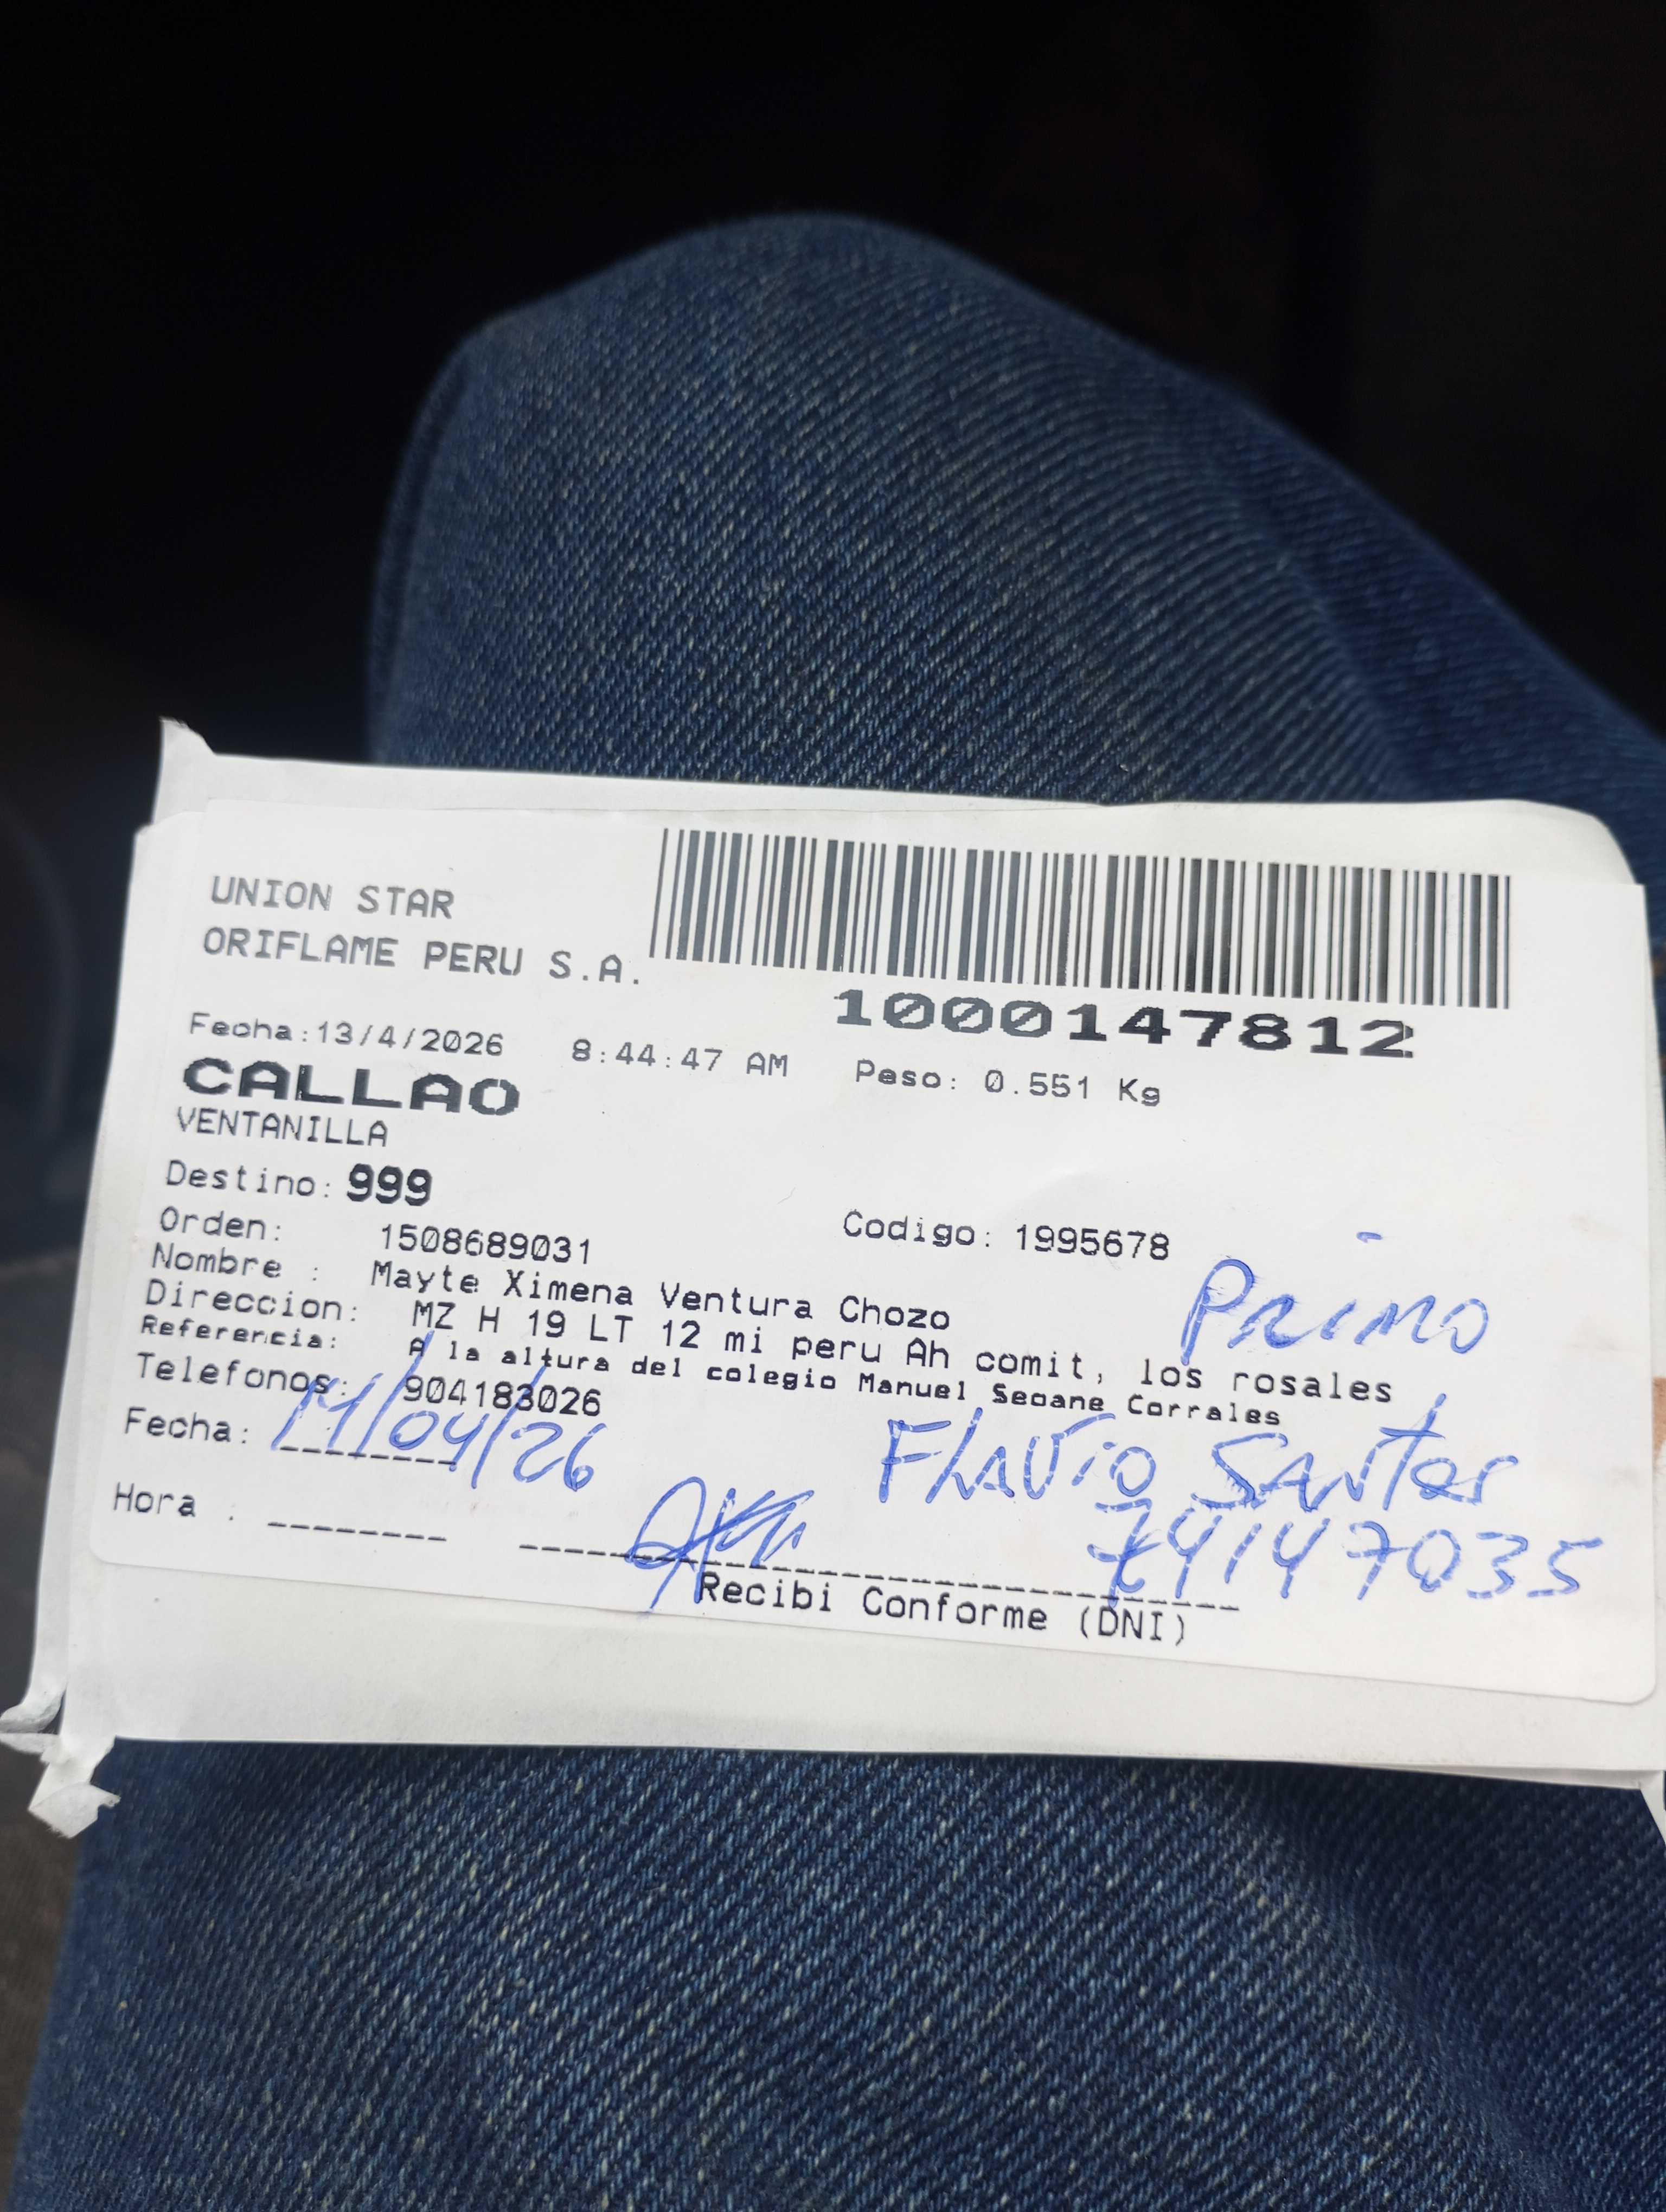 UNION STAR
ORIFLAME PERU S.A.
1000147812
Fecha:13/4/2026 8:44:47 AM Peso: 0.551 Kg
CALLAO
VENTANILLA
Destino: 999
Orden: 1508689031 Codigo: 1995678
Nombre : Mayte Ximena Ventura Chozo
Primo
Direccion: MZ H 19 LT 12 mi peru Ah comit, los rosales
Referencia: A la altura del colegio Manuel Seoane Corrales
Telefonos: 904183026
Fecha: 14/04/26 Flavio Santos
74147035
Hora :
Recibi Conforme (DNI)